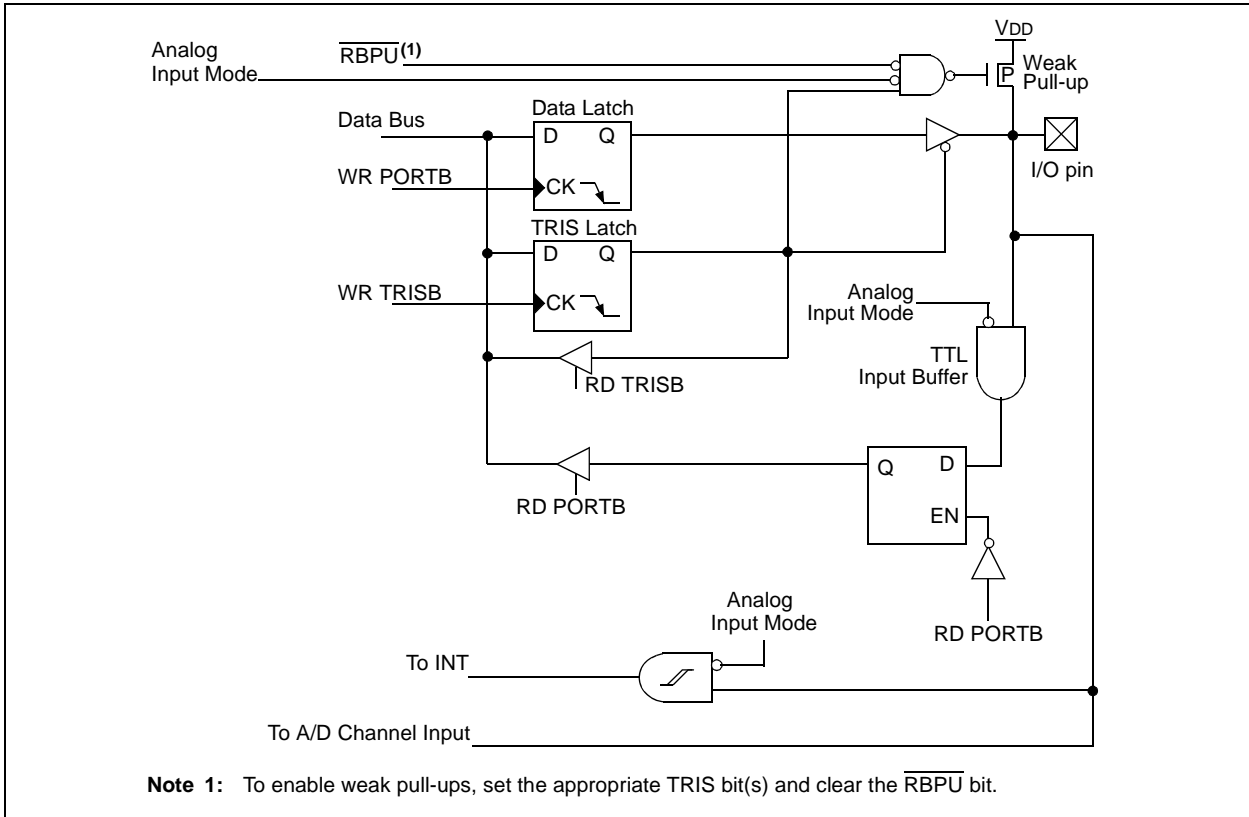 Analog
Input Mode
RBPU(1)
VDD
P
Weak
Pull-up
Data Bus
Data Latch
D Q
CK
WR PORTB
I/O pin
TRIS Latch
D Q
CK
WR TRISB
Analog
Input Mode
TTL
Input Buffer
RD TRISB
Q D
EN
RD PORTB
RD PORTB
Analog
Input Mode
To INT
To A/D Channel Input
Note 1: To enable weak pull-ups, set the appropriate TRIS bit(s) and clear the RBPU bit.